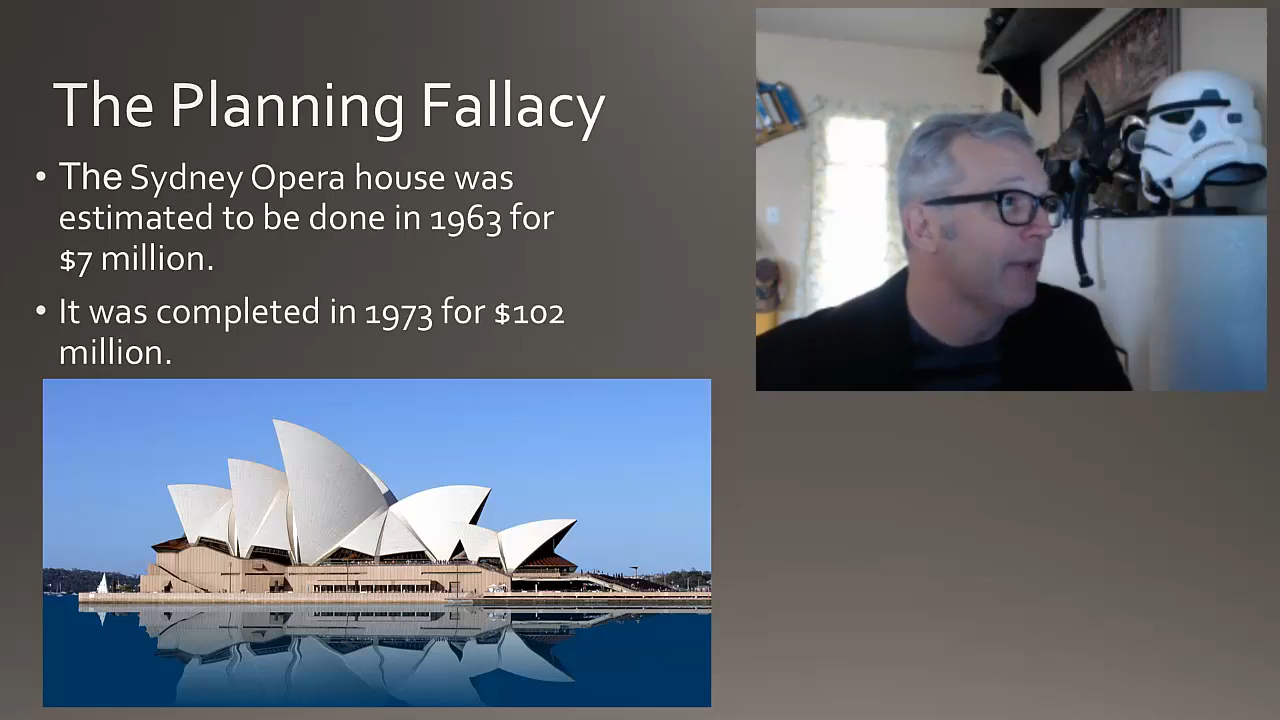 The Planning Fallacy
• The Sydney Opera house was
estimated to be done in 1963 for
$7 million.
• It was completed in 1973 for $102
million.